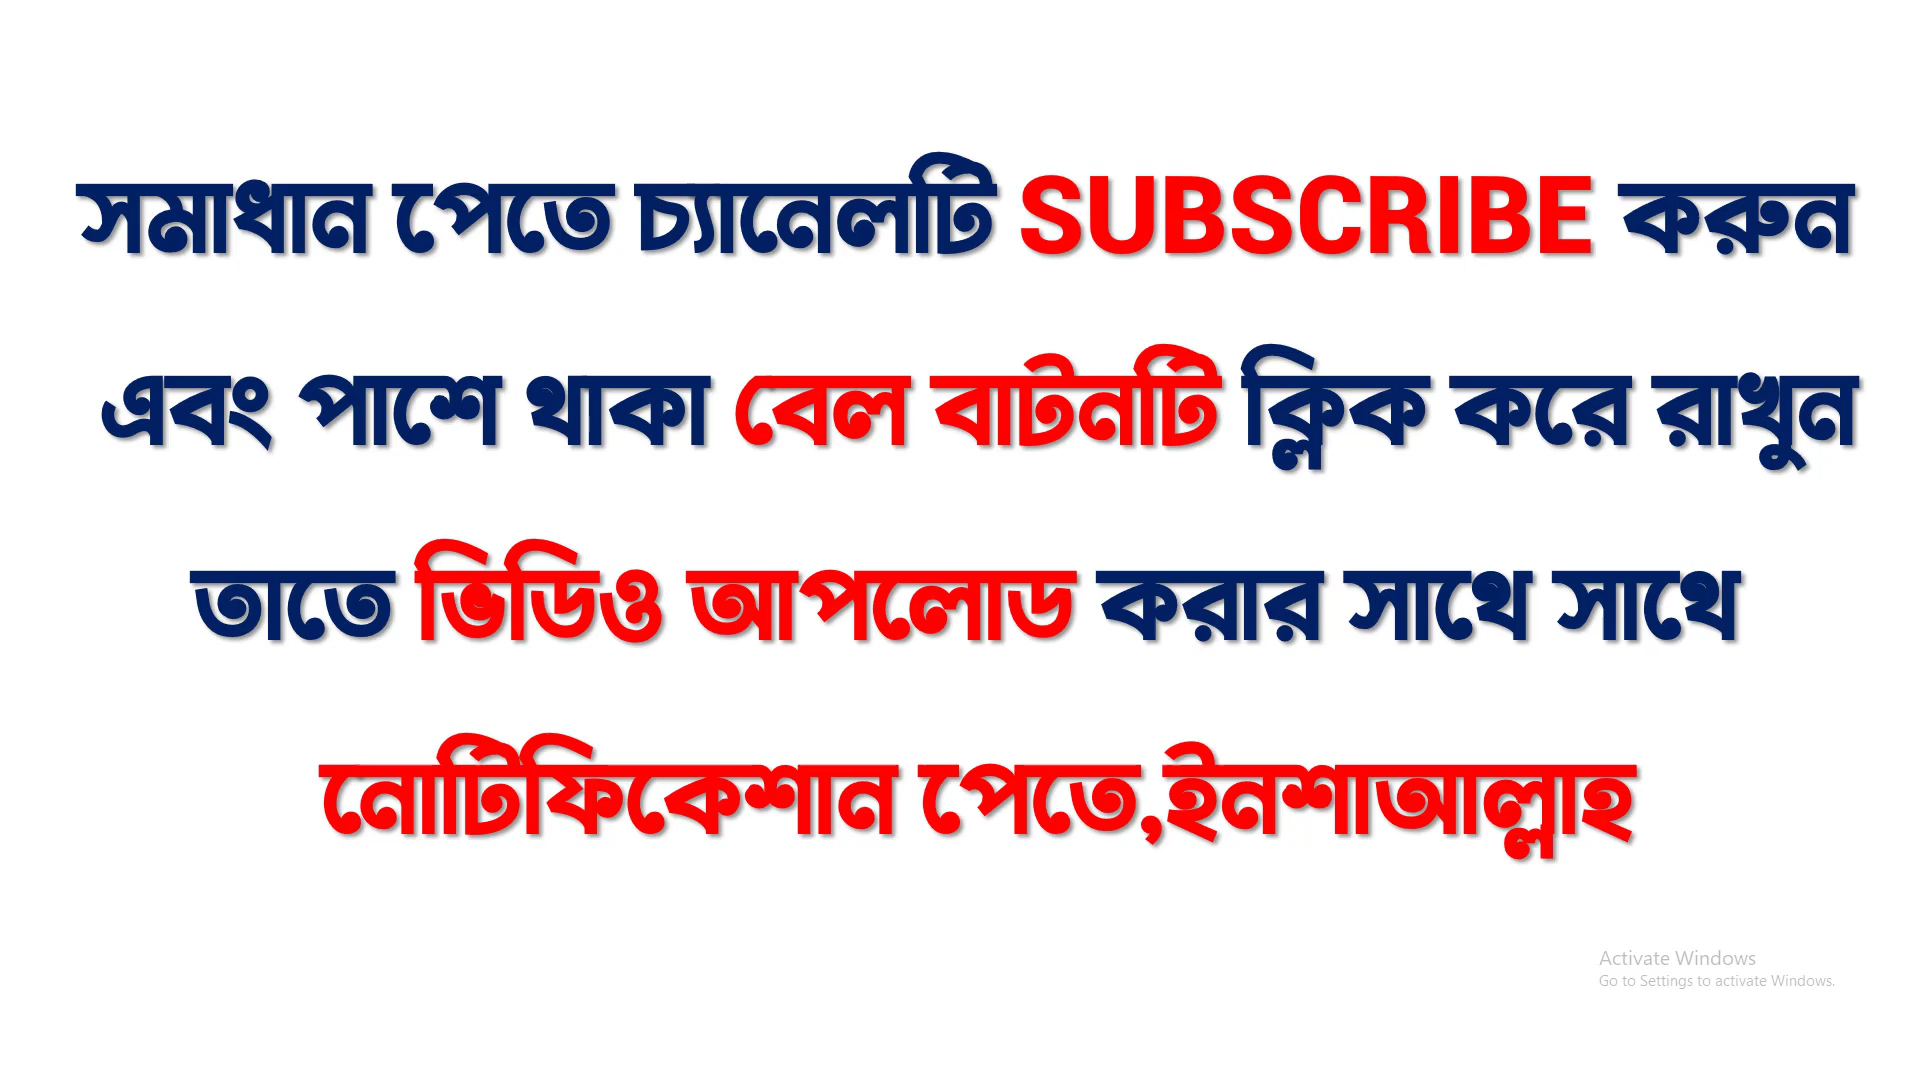 সমাধান পেতে চ্যানেলটি SUBSCRIBE করুন
এবং পাশে থাকা বেল বাটনটি ক্লিক করে রাখুন
তাতে ভিডিও আপলোড করার সাথে সাথে
নোটিফিকেশান পেতে,ইনশাআল্লাহ
Activate Windows
Go to Settings to activate Windows.